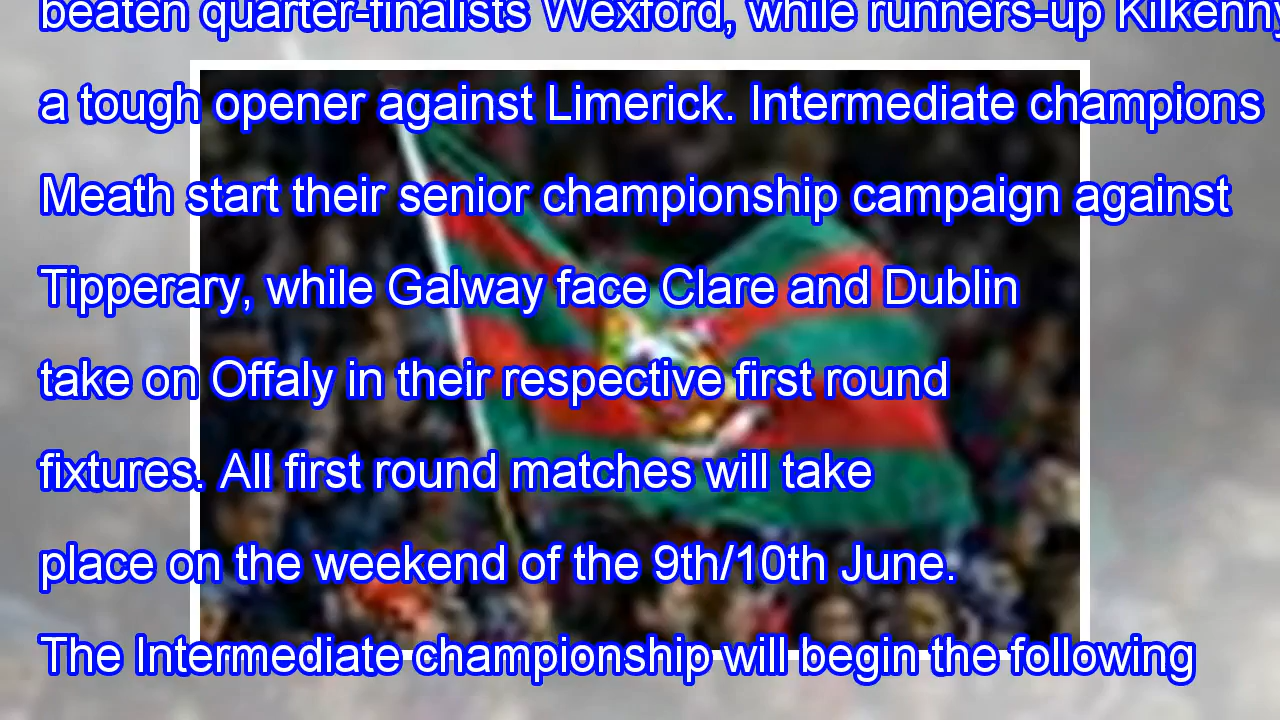 beaten quarter-finalists Wexford, while runners-up Kilkenny
a tough opener against Limerick. Intermediate champions
Meath start their senior championship campaign against
Tipperary, while Galway face Clare and Dublin
take on Offaly in their respective first round
fixtures. All first round matches will take
place on the weekend of the 9th/10th June.
The Intermediate championship will begin the following